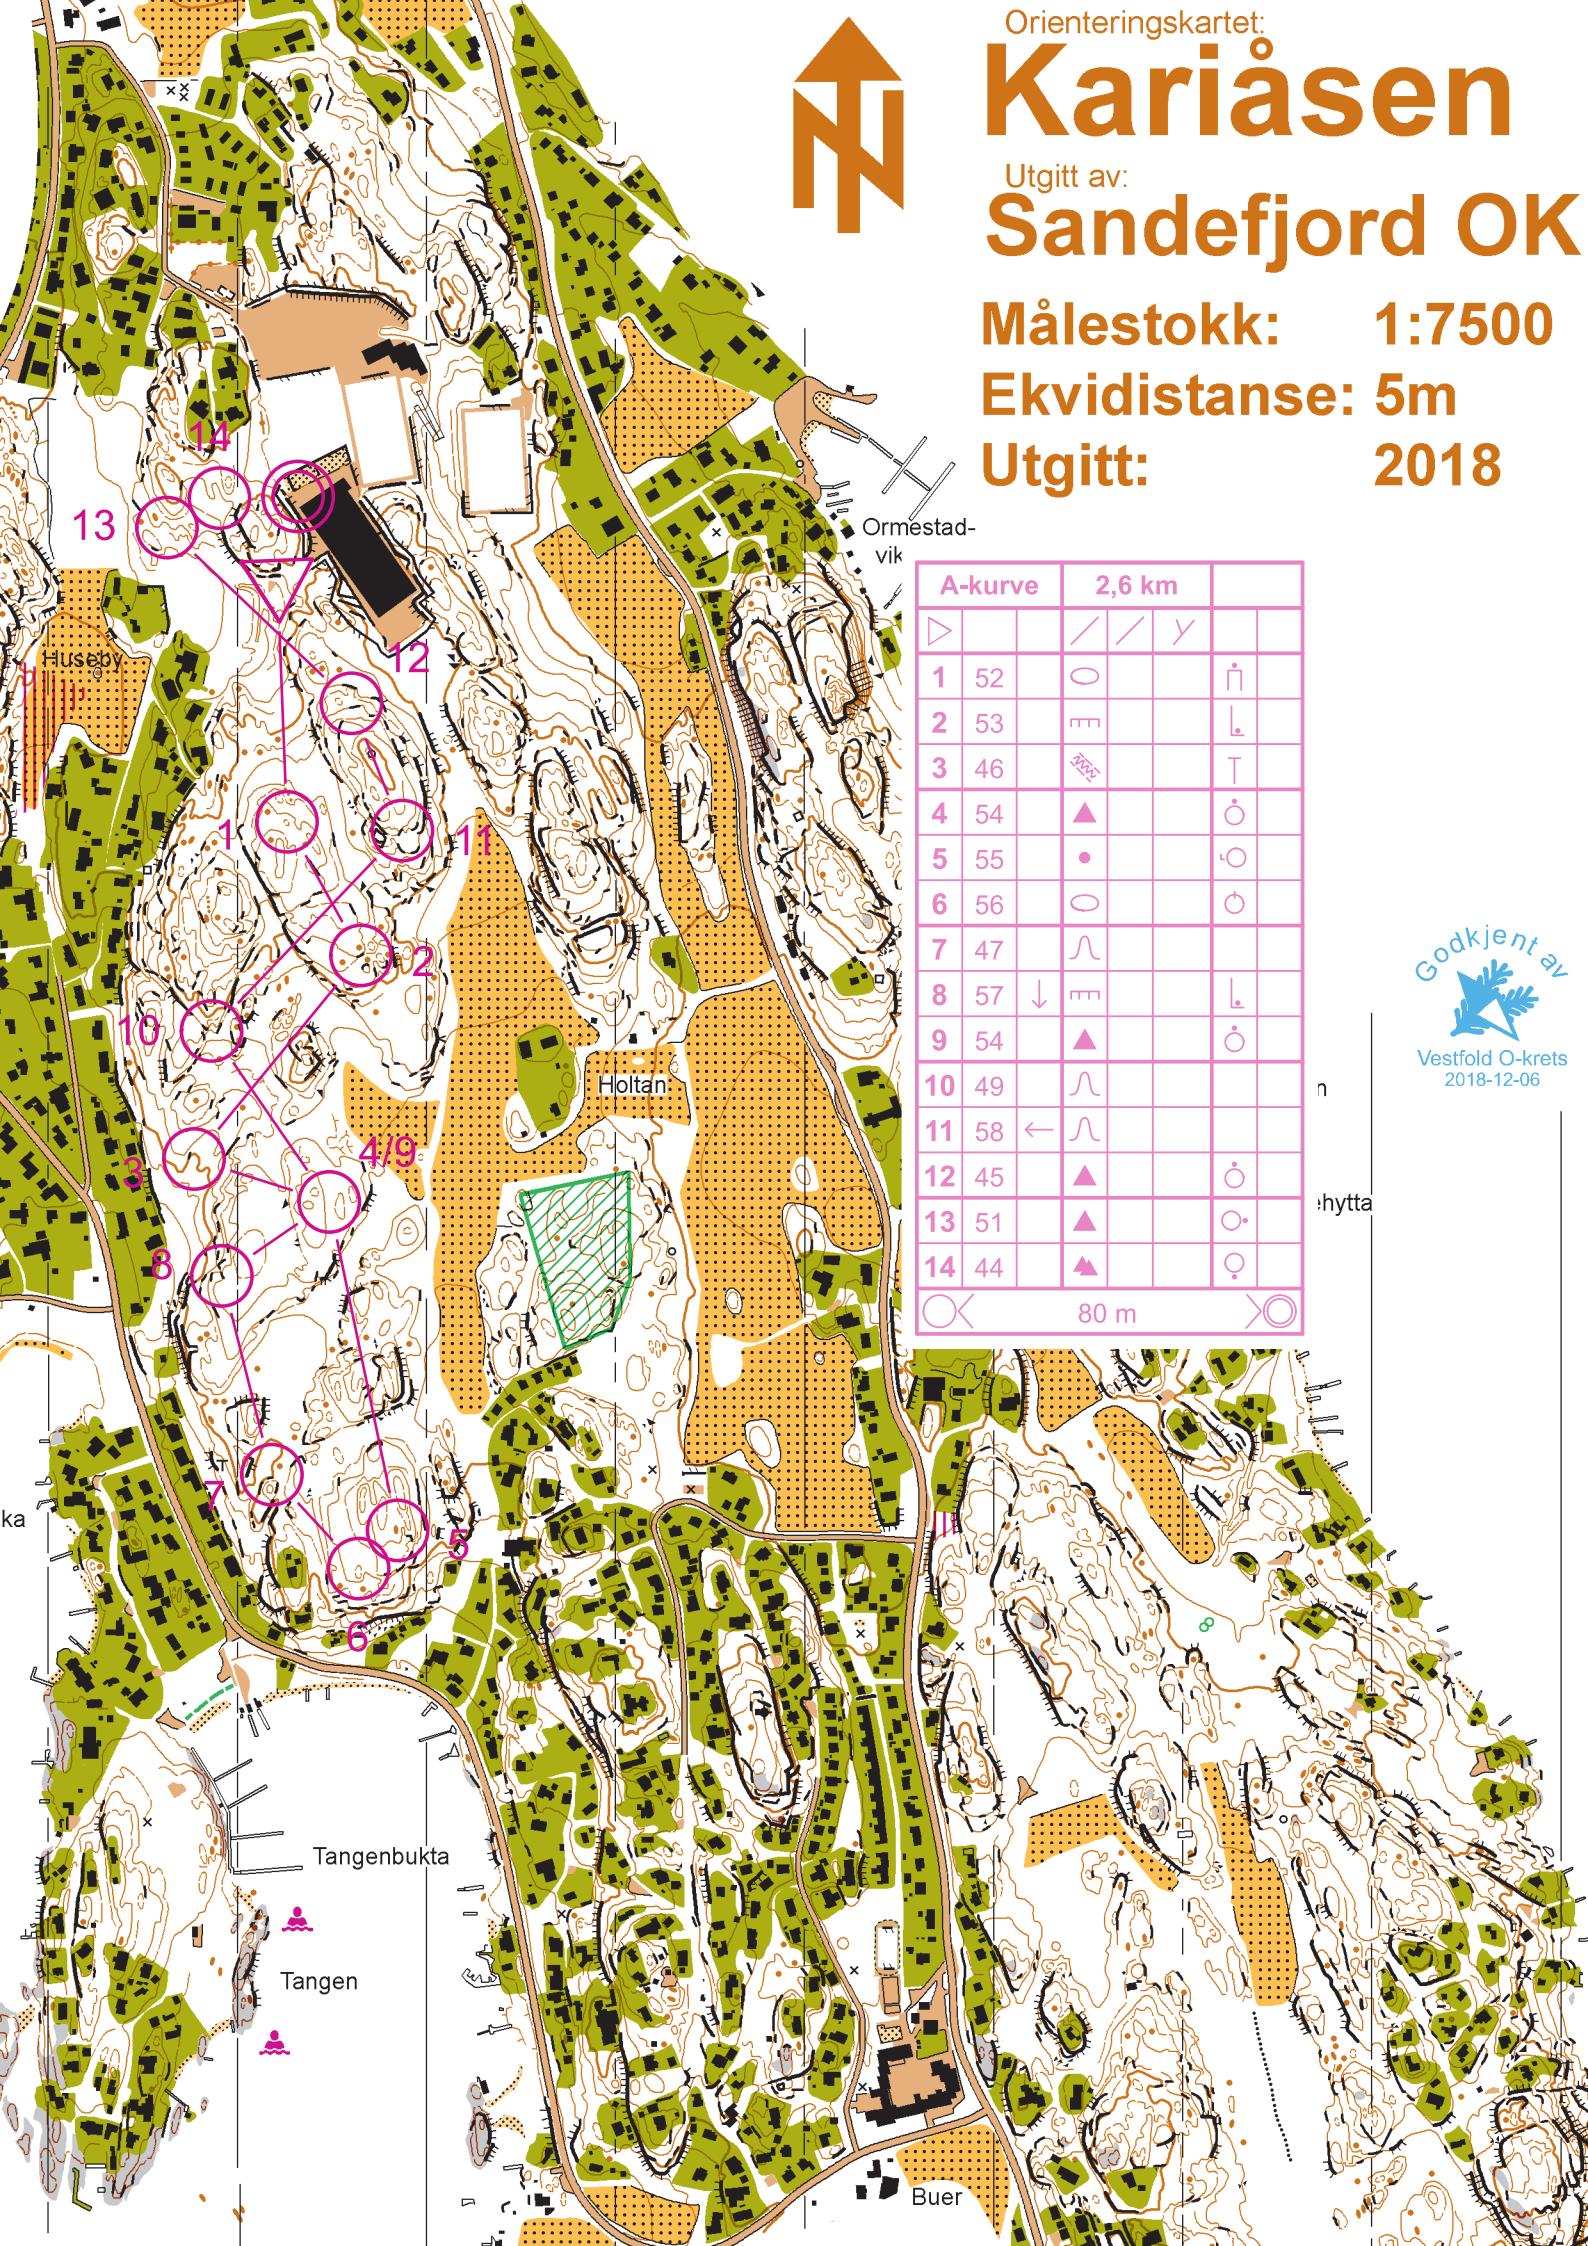 Orienteringskartet:
Kariåsen
Utgitt av:
Sandefjord OK
Målestokk: 1:7500
Ekvidistanse: 5m
Utgitt: 2018
14
13
Ormestad-
vik
12
Huseby
1
11
2
10
Holtan
4/9
3
8
7
5
6
ka
A-kurve 2,6 km
1 52
2 53
3 46
4 54
5 55
6 56
7 47
8 57
9 54
10 49
11 58
12 45
13 51
14 44
80 m
n
hytta
Godkjent av
Vestfold O-krets
2018-12-06
Tangenbukta
Tangen
Buer